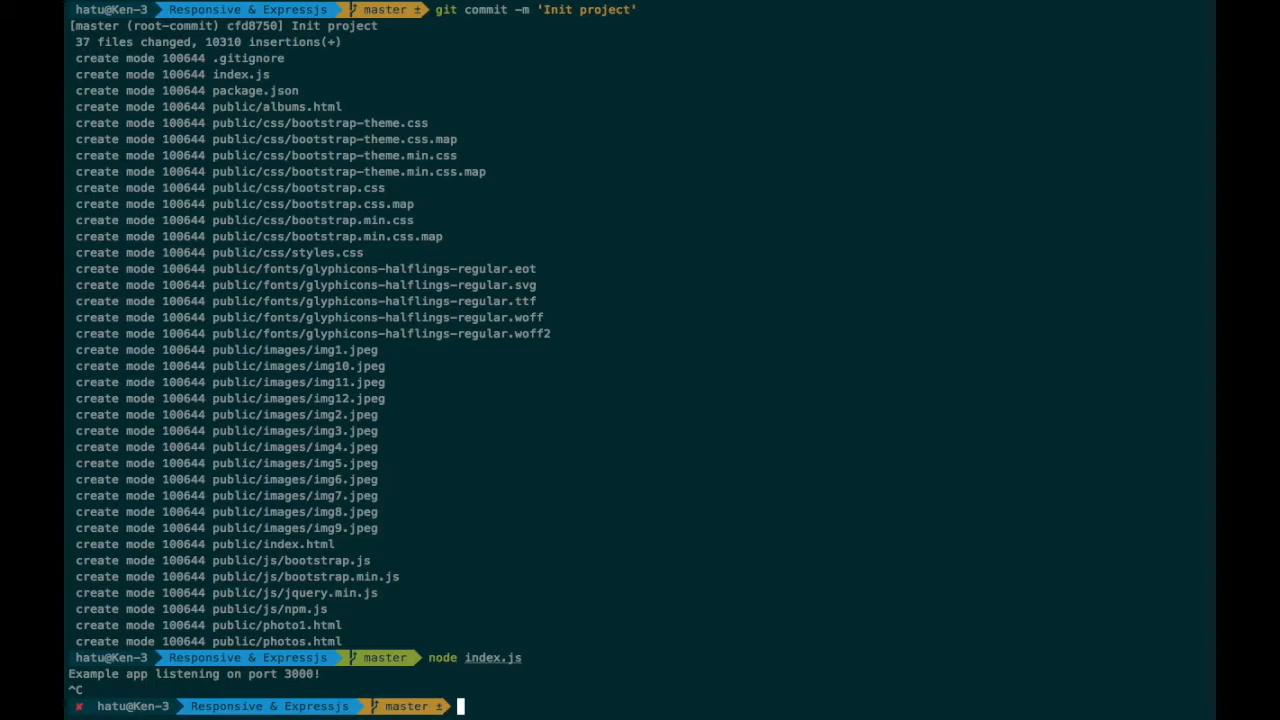 hatu@Ken-3 Responsive & Expressjs master ± git commit -m 'Init project'
[master (root-commit) cfd8750] Init project
37 files changed, 10310 insertions(+)
create mode 100644 .gitignore
create mode 100644 index.js
create mode 100644 package.json
create mode 100644 public/albums.html
create mode 100644 public/css/bootstrap-theme.css
create mode 100644 public/css/bootstrap-theme.css.map
create mode 100644 public/css/bootstrap-theme.min.css
create mode 100644 public/css/bootstrap-theme.min.css.map
create mode 100644 public/css/bootstrap.css
create mode 100644 public/css/bootstrap.css.map
create mode 100644 public/css/bootstrap.min.css
create mode 100644 public/css/bootstrap.min.css.map
create mode 100644 public/css/styles.css
create mode 100644 public/fonts/glyphicons-halflings-regular.eot
create mode 100644 public/fonts/glyphicons-halflings-regular.svg
create mode 100644 public/fonts/glyphicons-halflings-regular.ttf
create mode 100644 public/fonts/glyphicons-halflings-regular.woff
create mode 100644 public/fonts/glyphicons-halflings-regular.woff2
create mode 100644 public/images/img1.jpeg
create mode 100644 public/images/img10.jpeg
create mode 100644 public/images/img11.jpeg
create mode 100644 public/images/img12.jpeg
create mode 100644 public/images/img2.jpeg
create mode 100644 public/images/img3.jpeg
create mode 100644 public/images/img4.jpeg
create mode 100644 public/images/img5.jpeg
create mode 100644 public/images/img6.jpeg
create mode 100644 public/images/img7.jpeg
create mode 100644 public/images/img8.jpeg
create mode 100644 public/images/img9.jpeg
create mode 100644 public/index.html
create mode 100644 public/js/bootstrap.js
create mode 100644 public/js/bootstrap.min.js
create mode 100644 public/js/jquery.min.js
create mode 100644 public/js/npm.js
create mode 100644 public/photo1.html
create mode 100644 public/photos.html
hatu@Ken-3 Responsive & Expressjs master node index.js
Example app listening on port 3000!
^C
✘ hatu@Ken-3 Responsive & Expressjs master ±